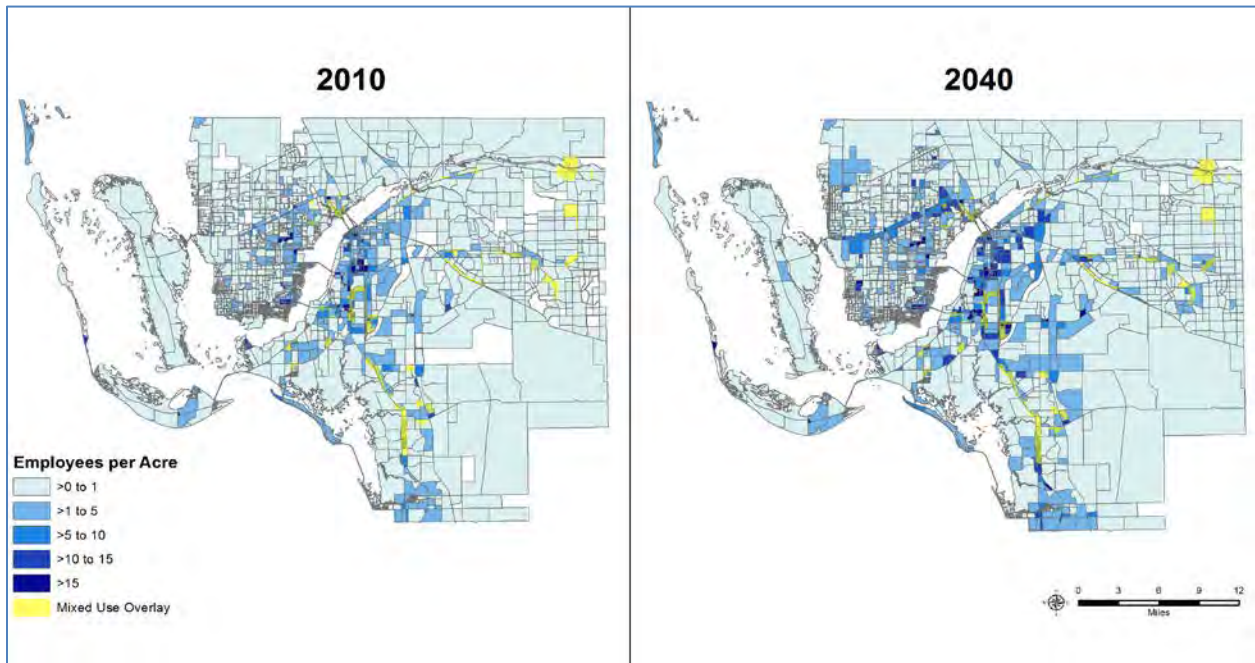 2010
2040
Employees per Acre
>0 to 1
>1 to 5
>5 to 10
>10 to 15
>15
Mixed Use Overlay
0 3 6 9 12
Miles